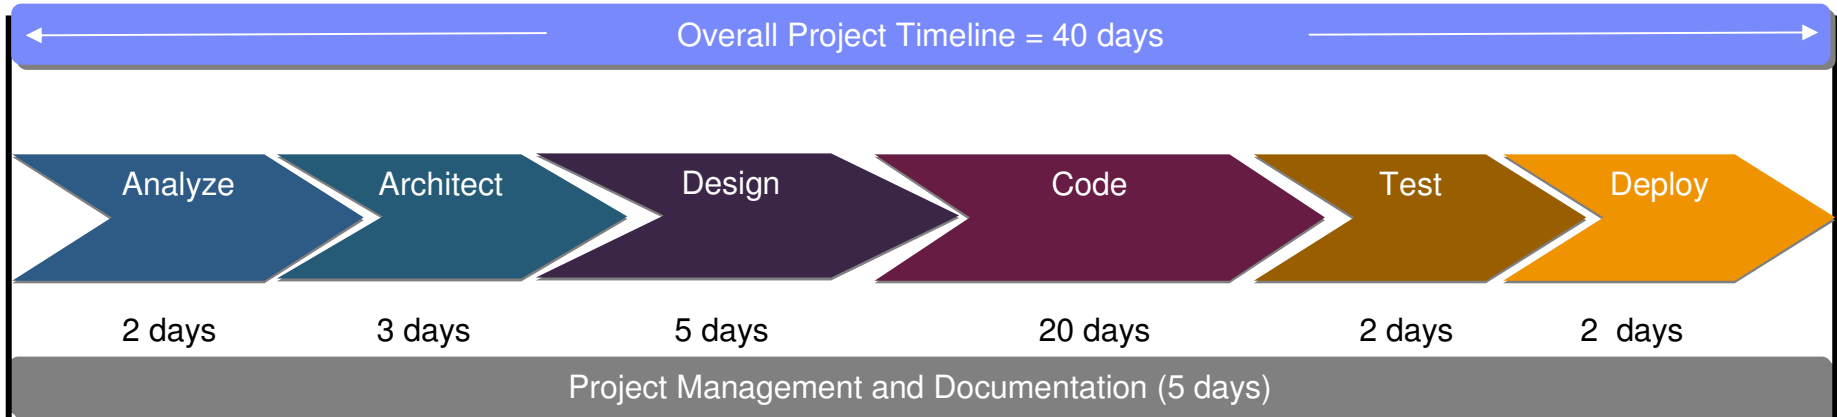 Overall Project Timeline = 40 days
Analyze Architect Design Code Test Deploy
2 days 3 days 5 days 20 days 2 days 2 days
Project Management and Documentation (5 days)